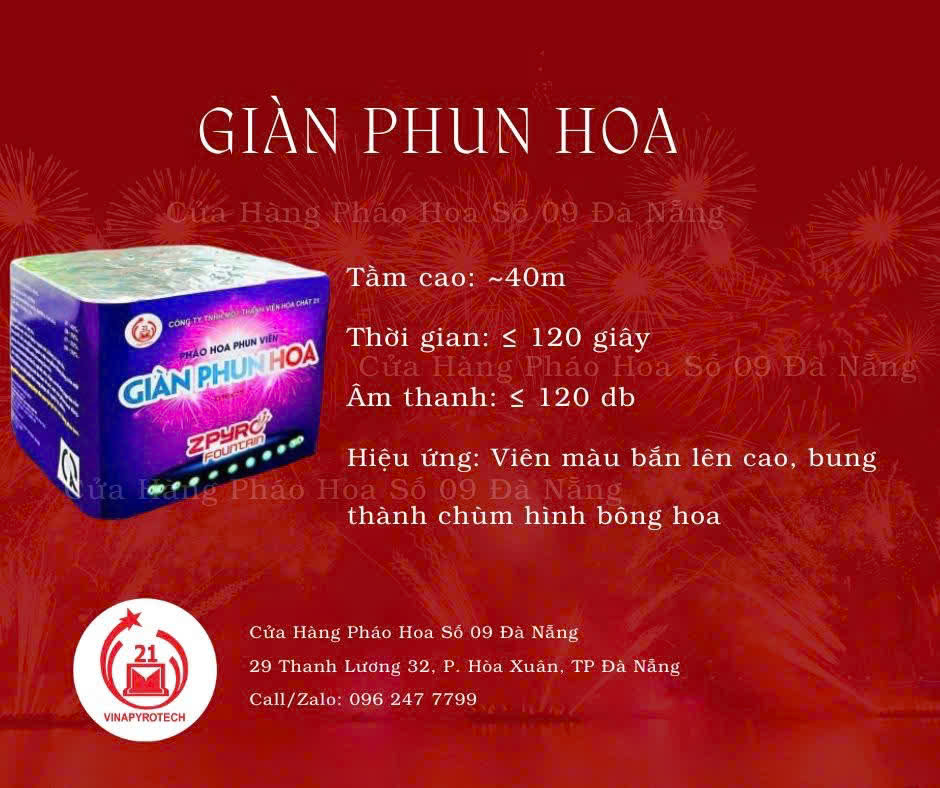 GIÀN PHUN HOA
Cửa Hàng Pháo Hoa Số 09 Đà Nẵng
Tầm cao: ~40m
Thời gian: ≤ 120 giây
Cửa Hàng Pháo Hoa Số 09 Đà Nẵng
Âm thanh: ≤ 120 db
Hiệu ứng: Viên màu bắn lên cao, bung
Cửa Hàng Pháo Hoa Số 09 Đà Nẵng
thành chùm hình bông hoa
21
CÔNG TY TNHH MỘT THÀNH VIÊN HÓA CHẤT 21
PHÁO HOA PHUN VIÊN
GIÀN PHUN HOA
ZPYRO
FOUNTAIN
21
VINAPYROTECH
Cửa Hàng Pháo Hoa Số 09 Đà Nẵng
29 Thanh Lương 32, P. Hòa Xuân, TP Đà Nẵng
Call/Zalo: 096 247 7799